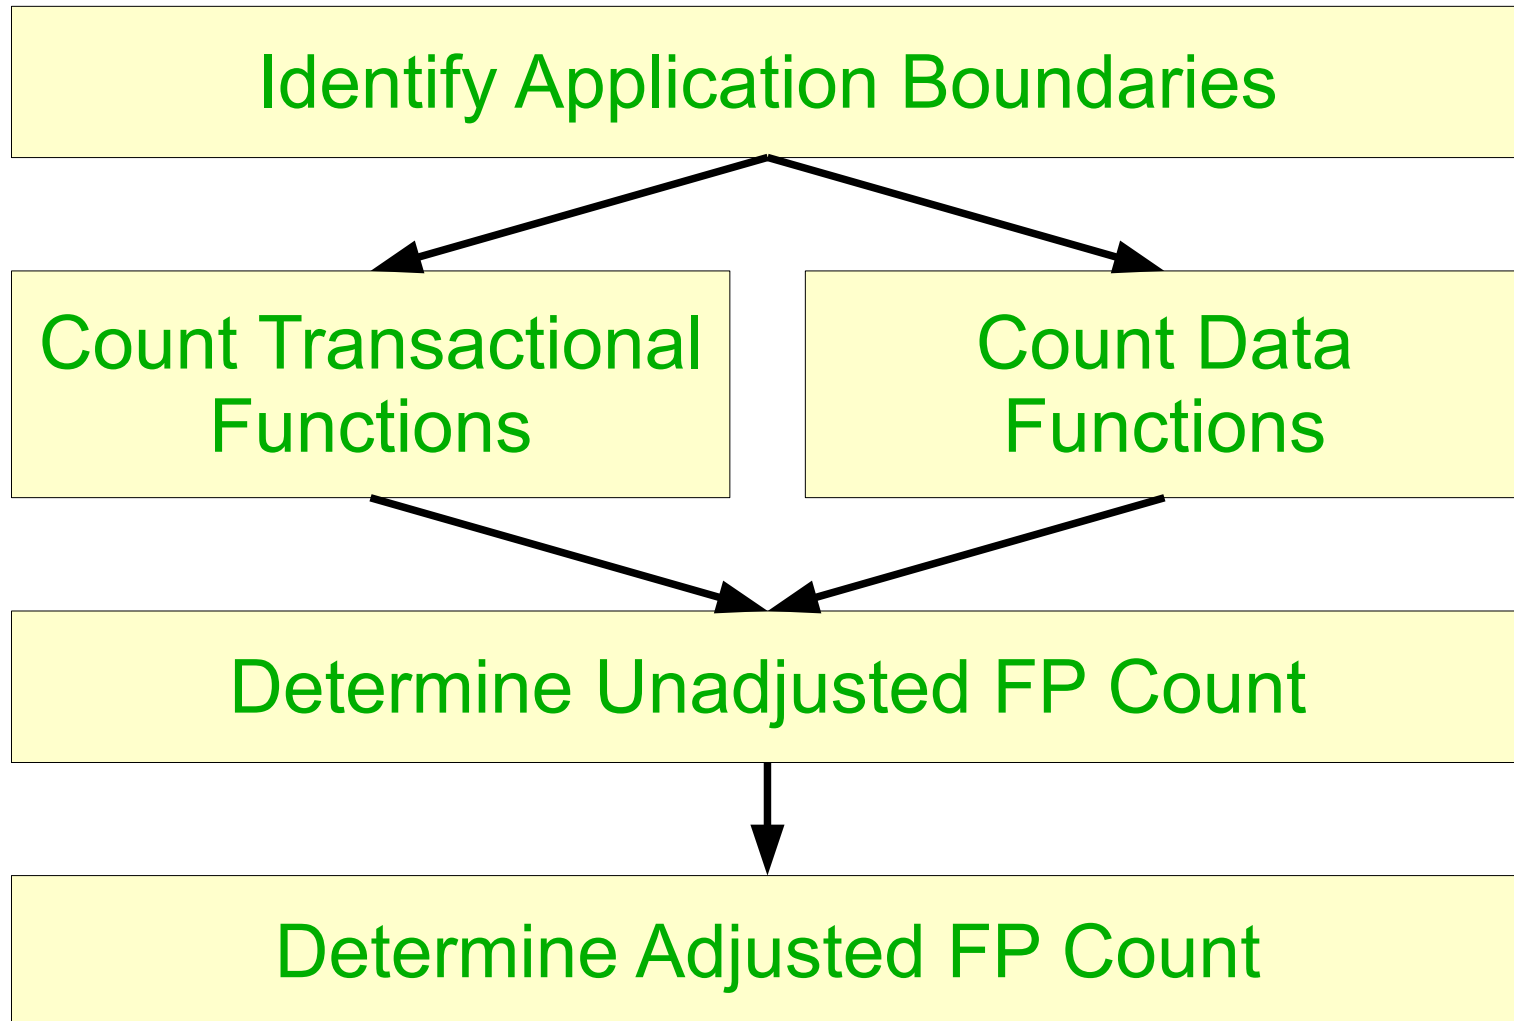 Identify Application Boundaries
Count Transactional
Functions
Count Data
Functions
Determine Unadjusted FP Count
Determine Adjusted FP Count